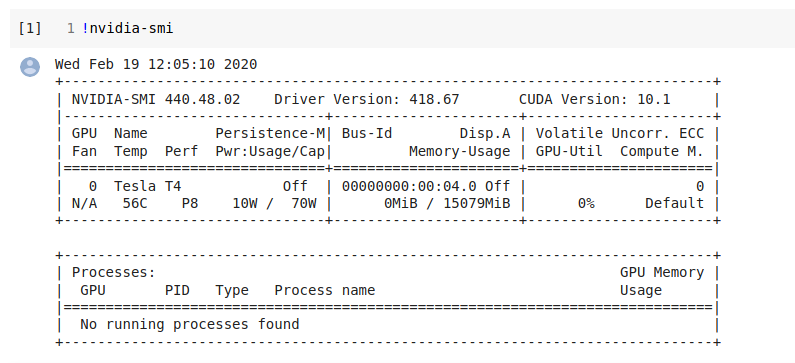 [1] 1 !nvidia-smi
Wed Feb 19 12:05:10 2020
+-----------------------------------------------------------------------------+
| NVIDIA-SMI 440.48.02    Driver Version: 418.67       CUDA Version: 10.1     |
|-------------------------------+----------------------+----------------------+
| GPU  Name        Persistence-M| Bus-Id        Disp.A | Volatile Uncorr. ECC |
| Fan  Temp  Perf  Pwr:Usage/Cap|         Memory-Usage | GPU-Util  Compute M. |
|===============================+======================+======================|
|   0  Tesla T4            Off  | 00000000:00:04.0 Off |                    0 |
| N/A   56C    P8    10W /  70W |      0MiB / 15079MiB |      0%      Default |
+-------------------------------+----------------------+----------------------+
+-----------------------------------------------------------------------------+
| Processes:                                                       GPU Memory |
|  GPU       PID   Type   Process name                             Usage      |
|=============================================================================|
|  No running processes found                                                 |
+-----------------------------------------------------------------------------+